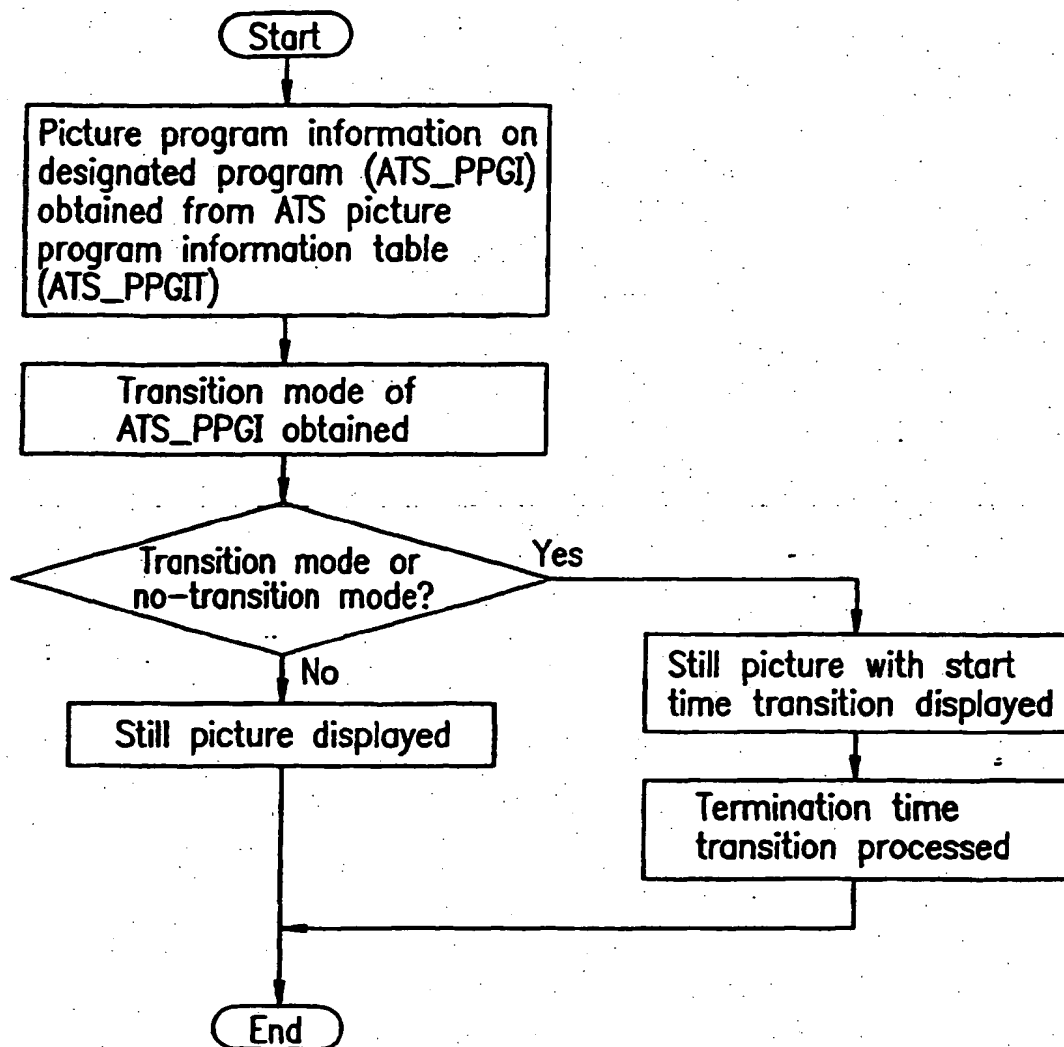 Start
Picture program information on
designated program (ATS_PPGI)
obtained from ATS picture
program information table
(ATS_PPGIT)
Transition mode of
ATS_PPGI obtained
Transition mode or
no-transition mode?
Yes
No
Still picture displayed
Still picture with start
time transition displayed
Termination time
transition processed
End